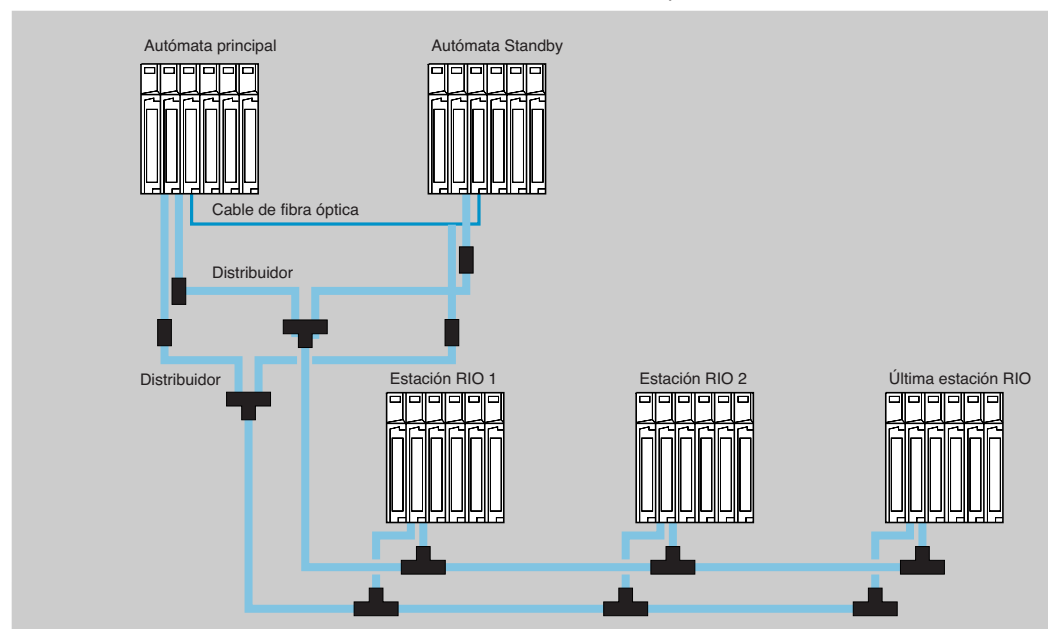 Autómata principal
Autómata Standby
Cable de fibra óptica
Distribuidor
Distribuidor
Estación RIO 1
Estación RIO 2
Última estación RIO